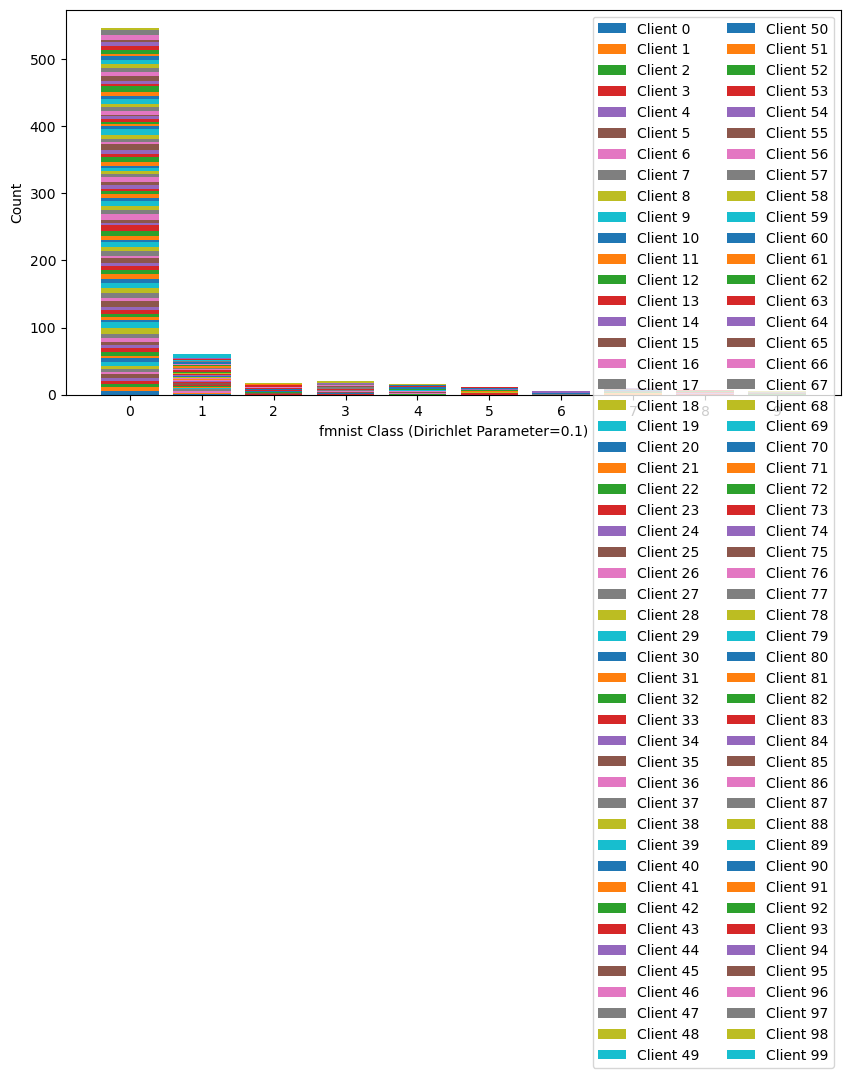 500
400
300
200
100
0
Count
0 1 2 3 4 5 6 7 8 9
fmnist Class (Dirichlet Parameter=0.1)
Client 0 Client 50
Client 1 Client 51
Client 2 Client 52
Client 3 Client 53
Client 4 Client 54
Client 5 Client 55
Client 6 Client 56
Client 7 Client 57
Client 8 Client 58
Client 9 Client 59
Client 10 Client 60
Client 11 Client 61
Client 12 Client 62
Client 13 Client 63
Client 14 Client 64
Client 15 Client 65
Client 16 Client 66
Client 17 Client 67
Client 18 Client 68
Client 19 Client 69
Client 20 Client 70
Client 21 Client 71
Client 22 Client 72
Client 23 Client 73
Client 24 Client 74
Client 25 Client 75
Client 26 Client 76
Client 27 Client 77
Client 28 Client 78
Client 29 Client 79
Client 30 Client 80
Client 31 Client 81
Client 32 Client 82
Client 33 Client 83
Client 34 Client 84
Client 35 Client 85
Client 36 Client 86
Client 37 Client 87
Client 38 Client 88
Client 39 Client 89
Client 40 Client 90
Client 41 Client 91
Client 42 Client 92
Client 43 Client 93
Client 44 Client 94
Client 45 Client 95
Client 46 Client 96
Client 47 Client 97
Client 48 Client 98
Client 49 Client 99